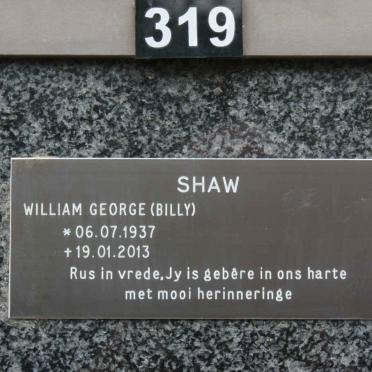 319
SHAW
WILLIAM GEORGE (BILLY)
* 06.07.1937
+ 19.01.2013
Rus in vrede, Jy is gebêre in ons harte
met mooi herinneringe